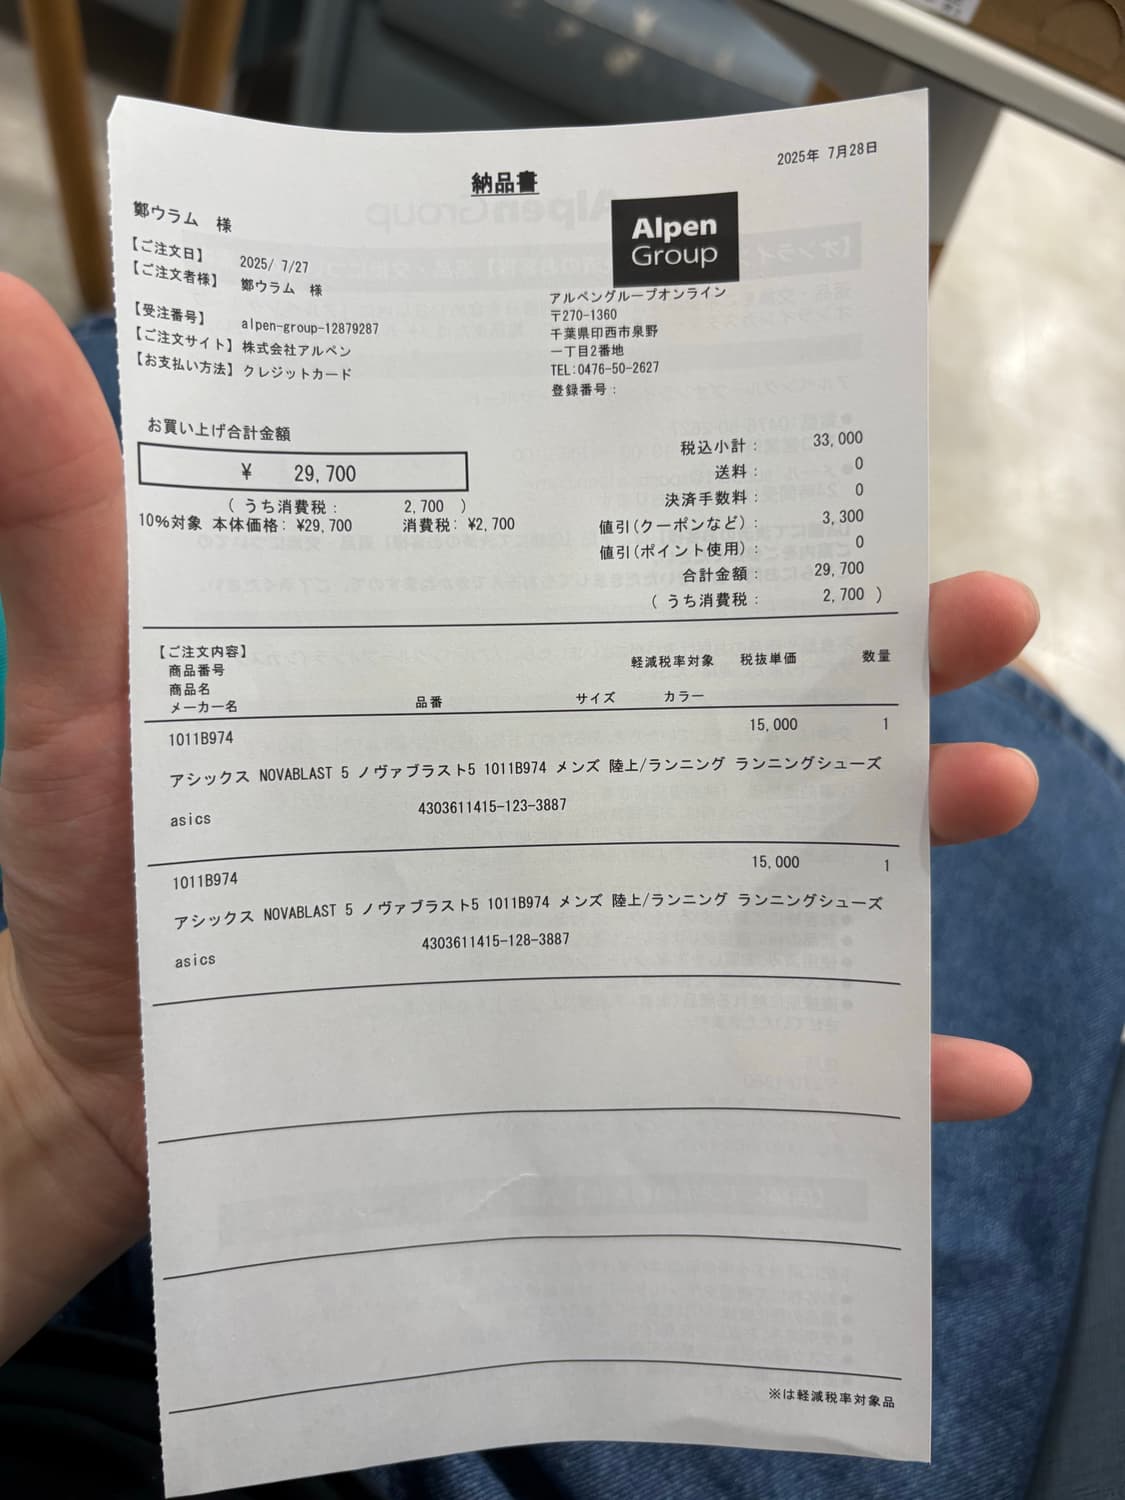 2025年 7月28日
納品書
鄭ウラム 様
【ご注文日】 2025/ 7/27
【ご注文者様】 鄭ウラム 様
【受注番号】 alpen-group-12879287
【ご注文サイト】 株式会社アルペン
【お支払い方法】 クレジットカード
Alpen
Group
アルペングループオンライン
〒270-1360
千葉県印西市泉野
一丁目2番地
TEL:0476-50-2627
登録番号:
お買い上げ合計金額
¥ 29,700
( うち消費税: 2,700 )
10%対象 本体価格: ¥29,700 消費税: ¥2,700
税込小計: 33,000
送料: 0
決済手数料: 0
値引(クーポンなど): 3,300
値引(ポイント使用): 0
合計金額: 29,700
( うち消費税: 2,700 )
【ご注文内容】
商品番号 軽減税率対象 税抜単価 数量
商品名
メーカー名 品番 サイズ カラー
1011B974 15,000 1
アシックス NOVABLAST 5 ノヴァブラスト5 1011B974 メンズ 陸上/ランニング ランニングシューズ
asics 4303611415-123-3887
1011B974 15,000 1
アシックス NOVABLAST 5 ノヴァブラスト5 1011B974 メンズ 陸上/ランニング ランニングシューズ
asics 4303611415-128-3887
※は軽減税率対象品